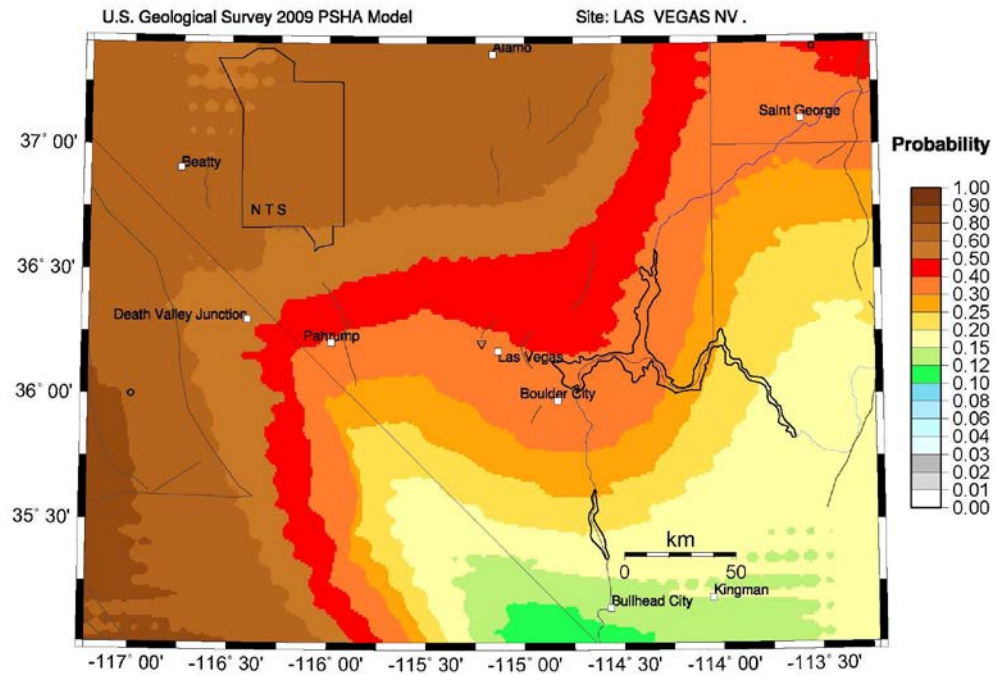 U.S. Geological Survey 2009 PSHA Model
Site: LAS VEGAS NV .
Alamo
Saint George
37° 00'
Beatty
Probability
NTS
1.00
0.90
0.80
0.60
0.50
0.40
0.30
0.25
0.20
0.15
0.12
0.10
0.08
0.06
0.04
0.03
0.02
0.01
0.00
36° 30'
Death Valley Junction
Pahrump
Las Vegas
36° 00'
Boulder City
35° 30'
km
0 50
Bullhead City
Kingman
-117° 00' -116° 30' -116° 00' -115° 30' -115° 00' -114° 30' -114° 00' -113° 30'